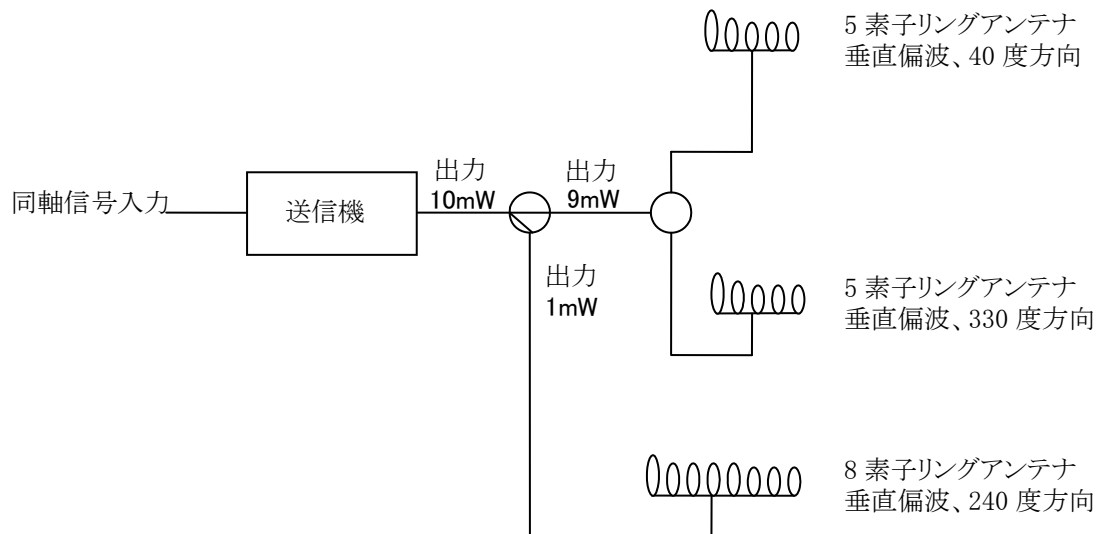 5 素子リングアンテナ
垂直偏波、40 度方向
同軸信号入力
送信機
出力
10mW
出力
9mW
出力
1mW
5 素子リングアンテナ
垂直偏波、330 度方向
8 素子リングアンテナ
垂直偏波、240 度方向